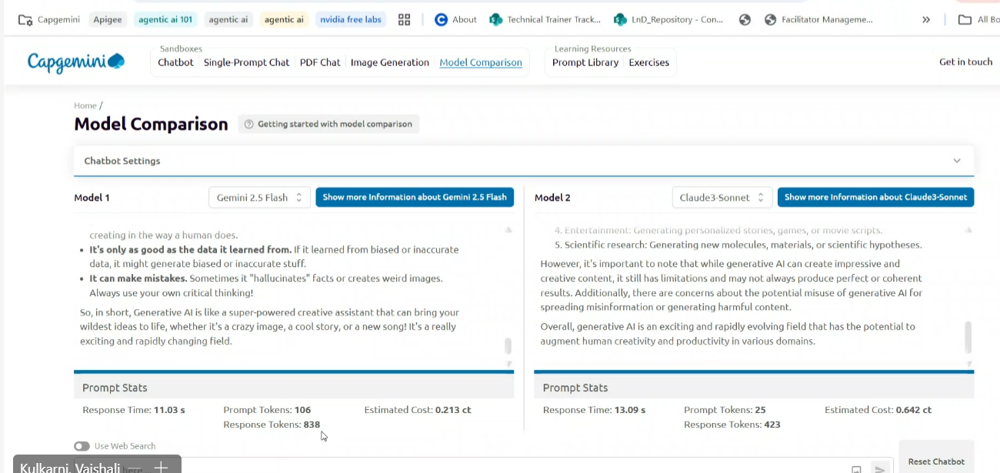 Capgemini Apigee agentic ai 101 agentic ai agentic ai nvidia free labs About Technical Trainer Track... LnD_Repository - Con... Facilitator Manageme... » All Bo
Sandboxes Learning Resources
Capgemini Chatbot Single-Prompt Chat PDF Chat Image Generation Model Comparison Prompt Library Exercises Get in touch
Home /
Model Comparison Getting started with model comparison
Chatbot Settings
Model 1 Gemini 2.5 Flash Show more Information about Gemini 2.5 Flash
creating in the way a human does.
• It's only as good as the data it learned from. If it learned from biased or inaccurate
data, it might generate biased or inaccurate stuff.
• It can make mistakes. Sometimes it "hallucinates" facts or creates weird images.
Always use your own critical thinking!
So, in short, Generative AI is like a super-powered creative assistant that can bring your
wildest ideas to life, whether it's a crazy image, a cool story, or a new song! It's a really
exciting and rapidly changing field.
Prompt Stats
Response Time: 11.03 s Prompt Tokens: 106 Estimated Cost: 0.213 ct
Response Tokens: 838
Model 2 Claude3-Sonnet Show more Information about Claude3-Sonnet
4. Entertainment: Generating personalized stories, games, or movie scripts.
5. Scientific research: Generating new molecules, materials, or scientific hypotheses.
However, it's important to note that while generative AI can create impressive and
creative content, it still has limitations and may not always produce perfect or coherent
results. Additionally, there are concerns about the potential misuse of generative AI for
spreading misinformation or generating harmful content.
Overall, generative AI is an exciting and rapidly evolving field that has the potential to
augment human creativity and productivity in various domains.
Prompt Stats
Response Time: 13.09 s Prompt Tokens: 25 Estimated Cost: 0.642 ct
Response Tokens: 423
Use Web Search
Kulkarni, Vaishali
Reset Chatbot